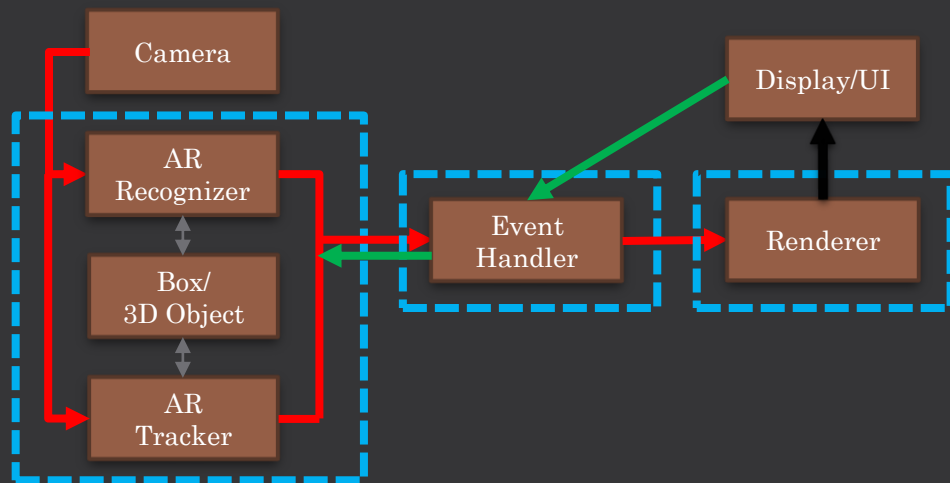 Camera
Display/UI
AR
Recognizer
Event
Handler
Renderer
Box/
3D Object
AR
Tracker